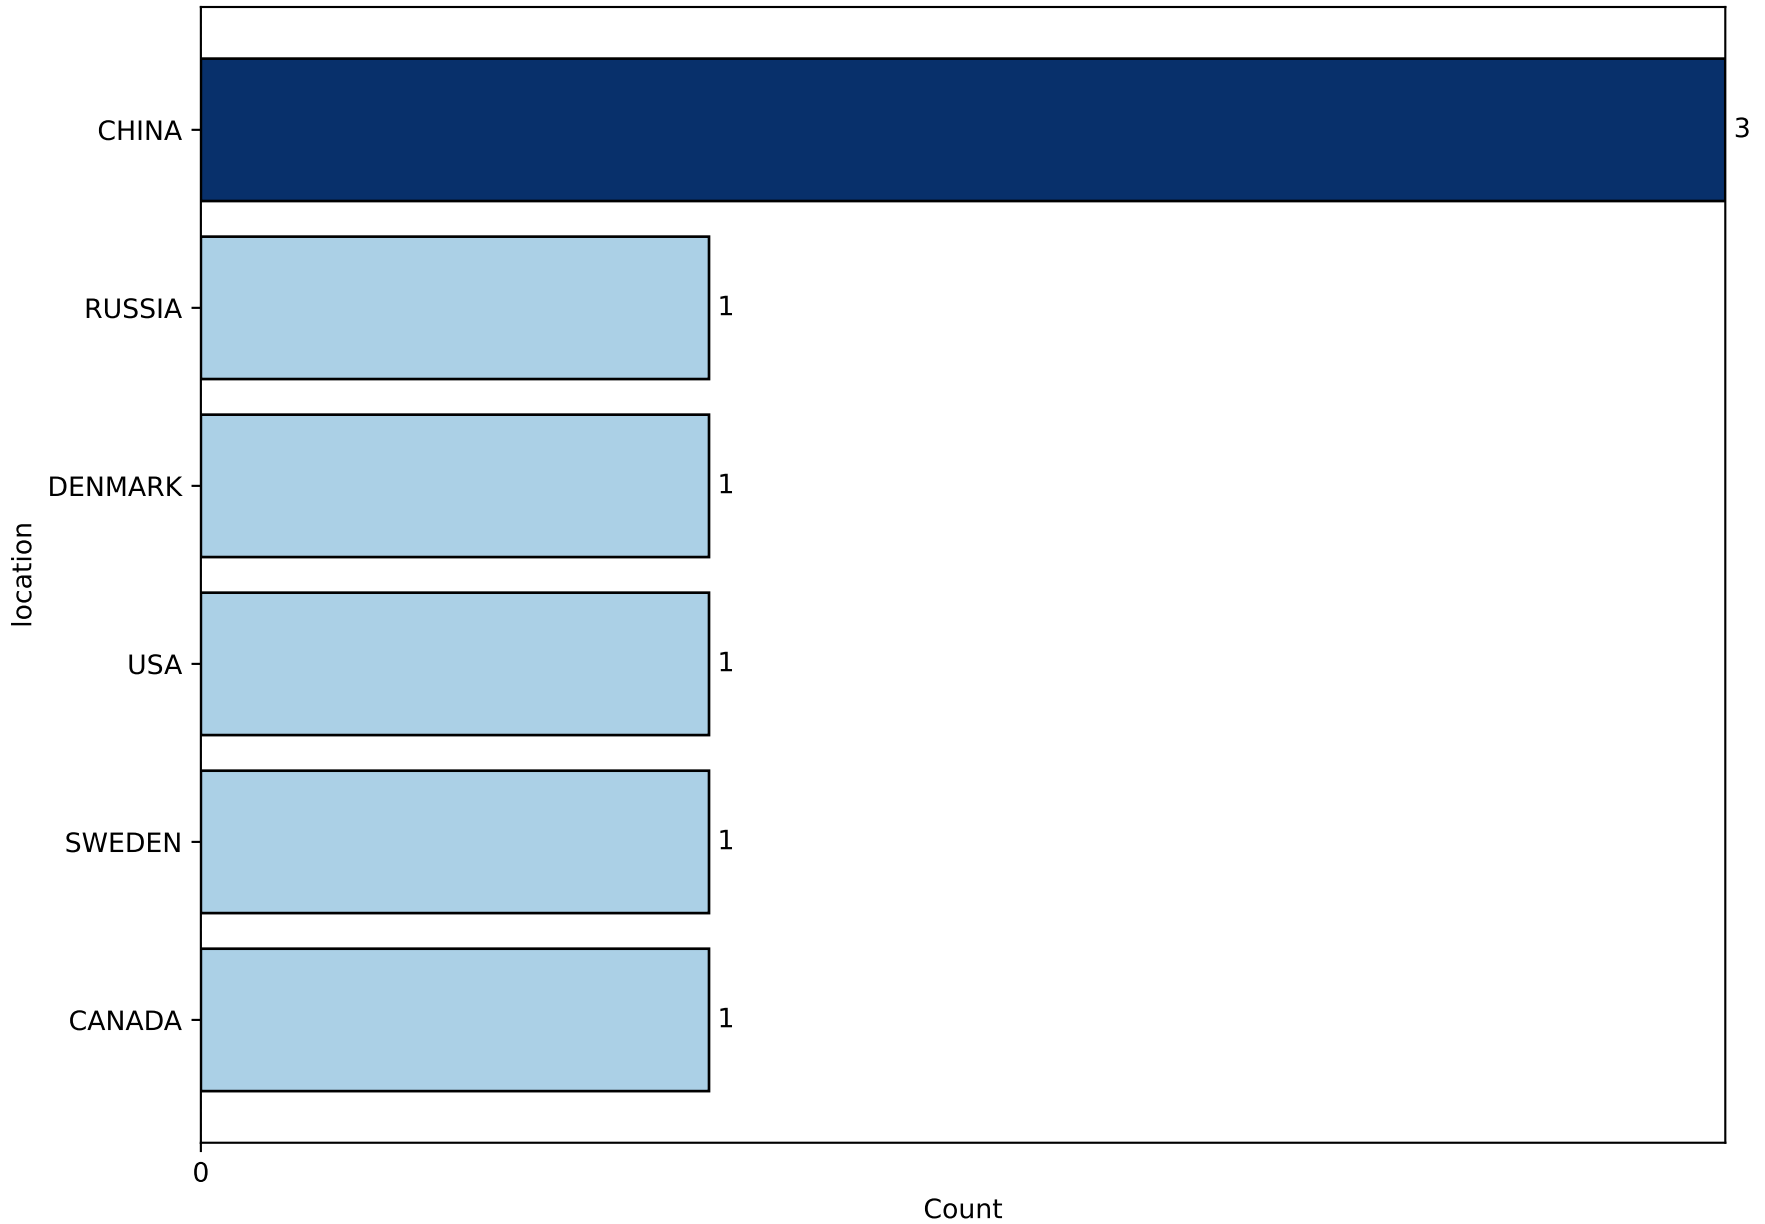 CHINA 3
RUSSIA 1
DENMARK 1
USA 1
SWEDEN 1
CANADA 1
location
0
Count